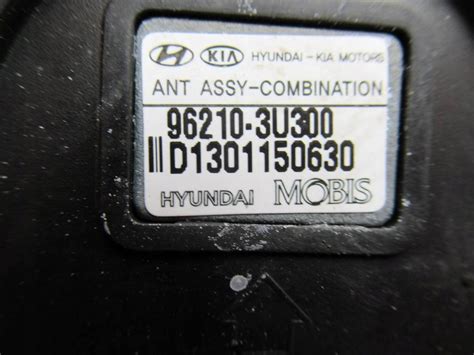 KIA HYUNDAI-KIA MOTORS
ANT ASSY-COMBINATION
96210-3U300
D1301150630
HYUNDAI MOBIS